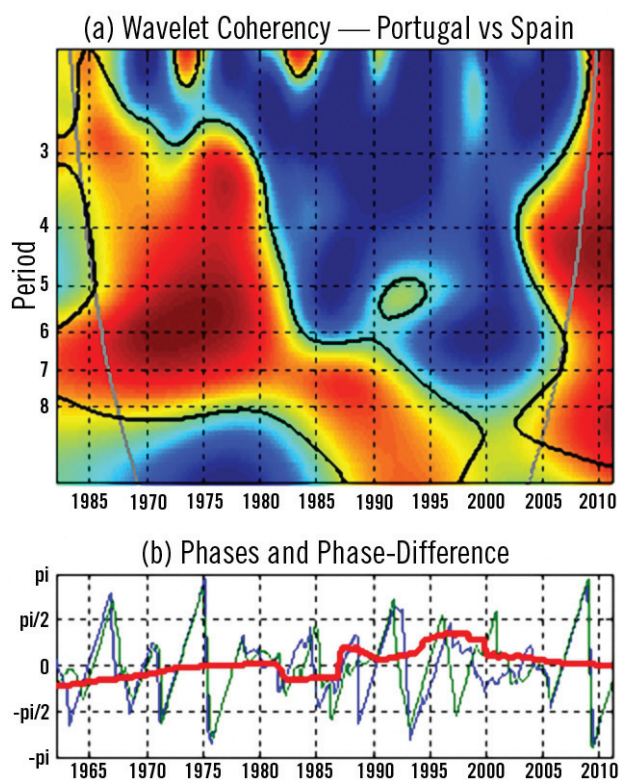 (a) Wavelet Coherency — Portugal vs Spain
Period
3
4
5
6
7
8
1985 1970 1975 1980 1985 1990 1995 2000 2005 2011
(b) Phases and Phase-Difference
pi
pi/2
0
-pi/2
-pi
1965 1970 1975 1980 1985 1990 1995 2000 2005 2011